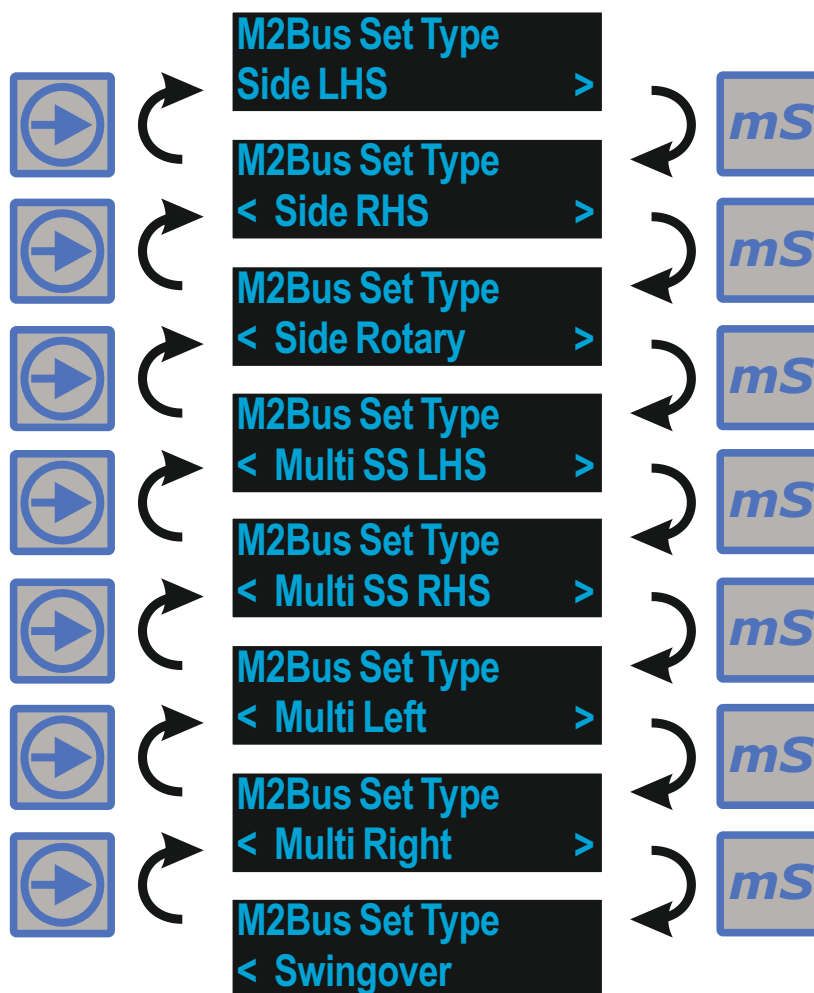 M2Bus Set Type
Side LHS >
mS
M2Bus Set Type
< Side RHS >
mS
M2Bus Set Type
< Side Rotary >
mS
M2Bus Set Type
< Multi SS LHS >
mS
M2Bus Set Type
< Multi SS RHS >
mS
M2Bus Set Type
< Multi Left >
mS
M2Bus Set Type
< Multi Right >
mS
M2Bus Set Type
< Swingover